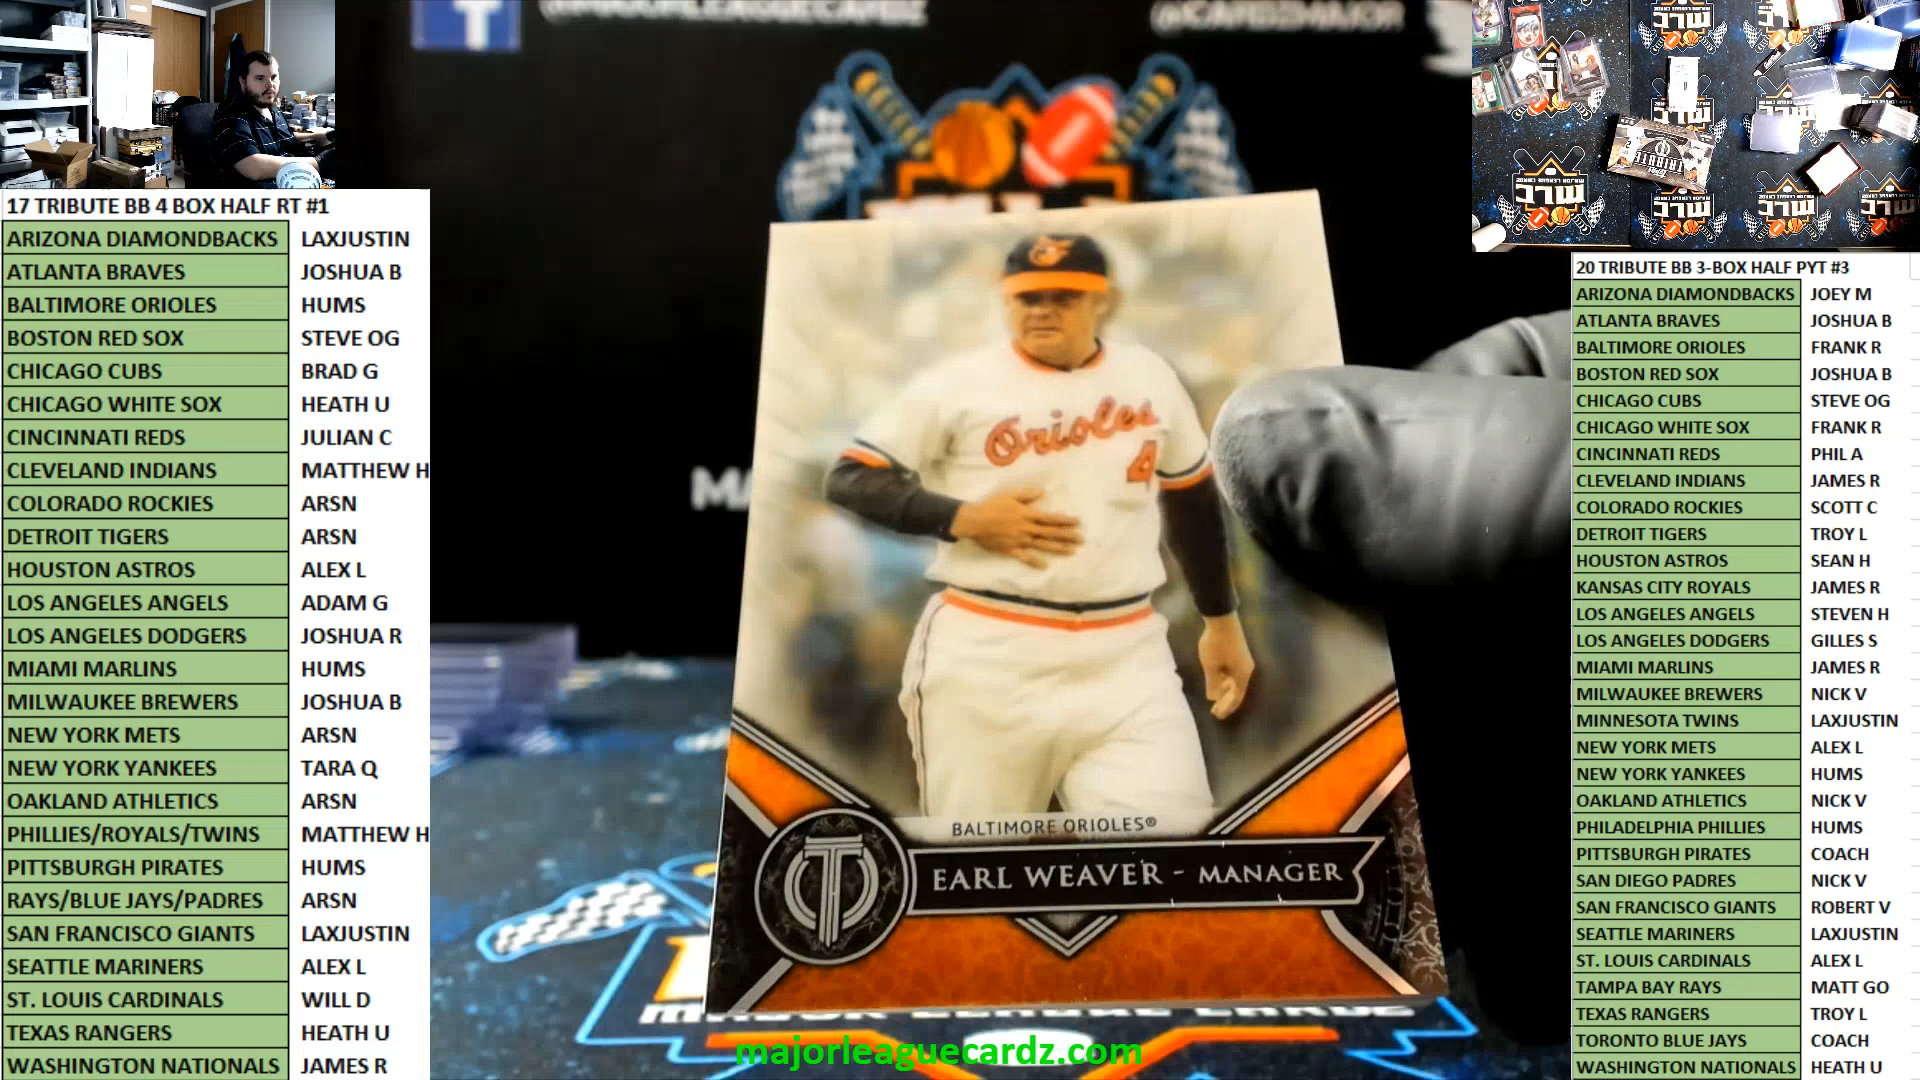 17 TRIBUTE BB 4 BOX HALF RT #1
ARIZONA DIAMONDBACKS LAXJUSTIN
ATLANTA BRAVES JOSHUA B
BALTIMORE ORIOLES HUMS
BOSTON RED SOX STEVE OG
CHICAGO CUBS BRAD G
CHICAGO WHITE SOX HEATH U
CINCINNATI REDS JULIAN C
CLEVELAND INDIANS MATTHEW H
COLORADO ROCKIES ARSN
DETROIT TIGERS ARSN
HOUSTON ASTROS ALEX L
LOS ANGELES ANGELS ADAM G
LOS ANGELES DODGERS JOSHUA R
MIAMI MARLINS HUMS
MILWAUKEE BREWERS JOSHUA B
NEW YORK METS ARSN
NEW YORK YANKEES TARA Q
OAKLAND ATHLETICS ARSN
PHILLIES/ROYALS/TWINS MATTHEW H
PITTSBURGH PIRATES HUMS
RAYS/BLUE JAYS/PADRES ARSN
SAN FRANCISCO GIANTS LAXJUSTIN
SEATTLE MARINERS ALEX L
ST. LOUIS CARDINALS WILL D
TEXAS RANGERS HEATH U
WASHINGTON NATIONALS JAMES R
@MAJORLEAGUECARDZ
@CARDZMAJOR
Orioles
4
BALTIMORE ORIOLES®
EARL WEAVER - MANAGER
T
MAJOR LEAGUE CARDZ
majorleaguecardz.com
TRIBUTE
MLC
20 TRIBUTE BB 3-BOX HALF PYT #3
ARIZONA DIAMONDBACKS JOEY M
ATLANTA BRAVES JOSHUA B
BALTIMORE ORIOLES FRANK R
BOSTON RED SOX JOSHUA B
CHICAGO CUBS STEVE OG
CHICAGO WHITE SOX FRANK R
CINCINNATI REDS PHIL A
CLEVELAND INDIANS JAMES R
COLORADO ROCKIES SCOTT C
DETROIT TIGERS TROY L
HOUSTON ASTROS SEAN H
KANSAS CITY ROYALS JAMES R
LOS ANGELES ANGELS STEVEN H
LOS ANGELES DODGERS GILLES S
MIAMI MARLINS JAMES R
MILWAUKEE BREWERS NICK V
MINNESOTA TWINS LAXJUSTIN
NEW YORK METS ALEX L
NEW YORK YANKEES HUMS
OAKLAND ATHLETICS NICK V
PHILADELPHIA PHILLIES HUMS
PITTSBURGH PIRATES COACH
SAN DIEGO PADRES NICK V
SAN FRANCISCO GIANTS ROBERT V
SEATTLE MARINERS LAXJUSTIN
ST. LOUIS CARDINALS ALEX L
TAMPA BAY RAYS MATT GO
TEXAS RANGERS TROY L
TORONTO BLUE JAYS COACH
WASHINGTON NATIONALS HEATH U